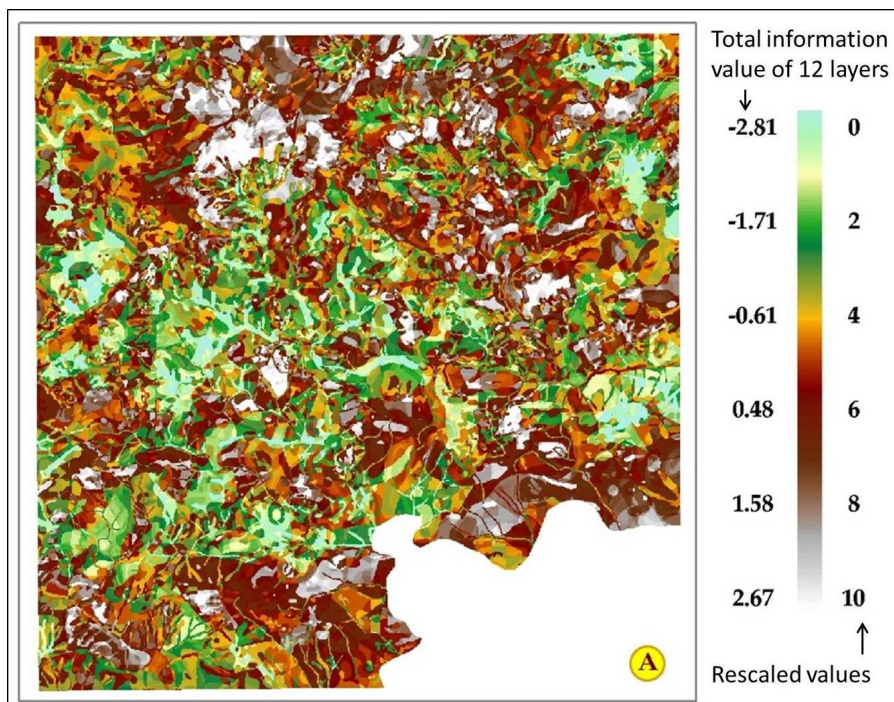 Total information
value of 12 layers
-2.81 0
-1.71 2
-0.61 4
0.48 6
1.58 8
2.67 10
A
Rescaled values